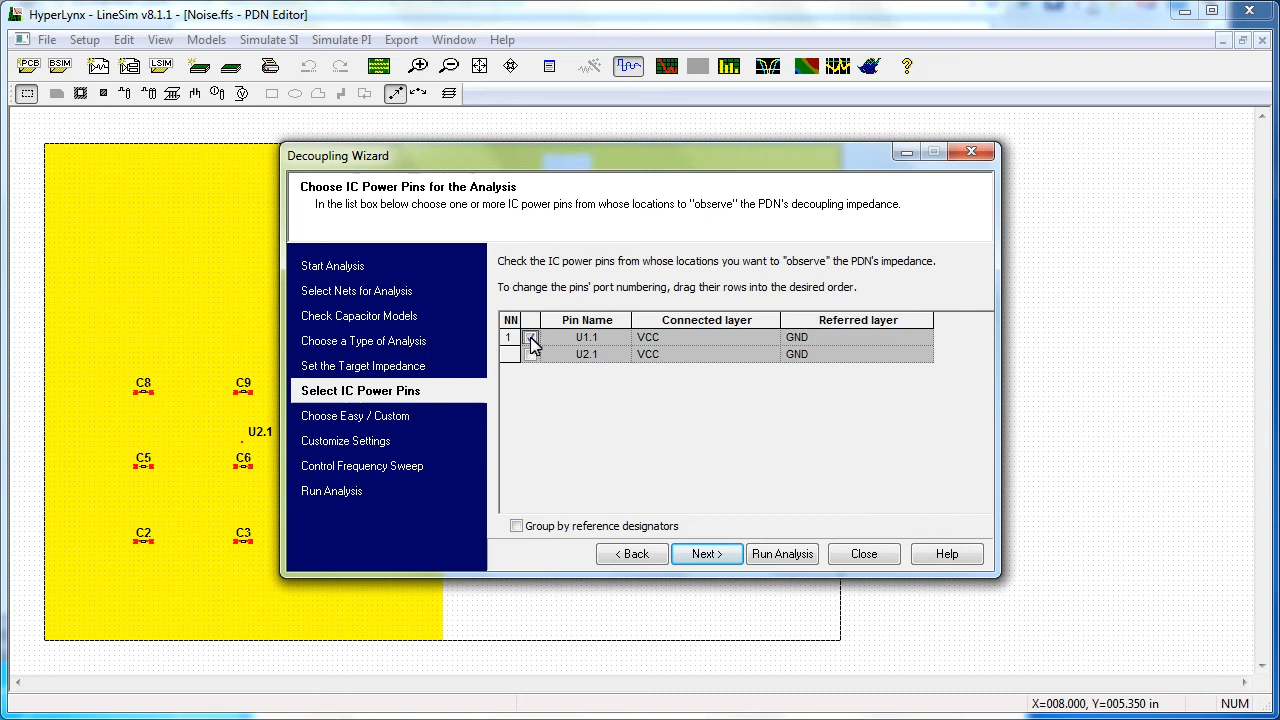 HyperLynx - LineSim v8.1.1 - [Noise.ffs - PDN Editor]
File Setup Edit View Models Simulate SI Simulate PI Export Window Help
PCB BSIM LSIM
Decoupling Wizard
Choose IC Power Pins for the Analysis
In the list box below choose one or more IC power pins from whose locations to "observe" the PDN's decoupling impedance.
Start Analysis
Select Nets for Analysis
Check Capacitor Models
Choose a Type of Analysis
Set the Target Impedance
Select IC Power Pins
Choose Easy / Custom
Customize Settings
Control Frequency Sweep
Run Analysis
Check the IC power pins from whose locations you want to "observe" the PDN's impedance.
To change the pins' port numbering, drag their rows into the desired order.
NN Pin Name Connected layer Referred layer
1 U1.1 VCC GND
U2.1 VCC GND
Group by reference designators
< Back Next > Run Analysis Close Help
C8 C9
U2.1
C5 C6
C2 C3
X=008.000, Y=005.350 in NUM